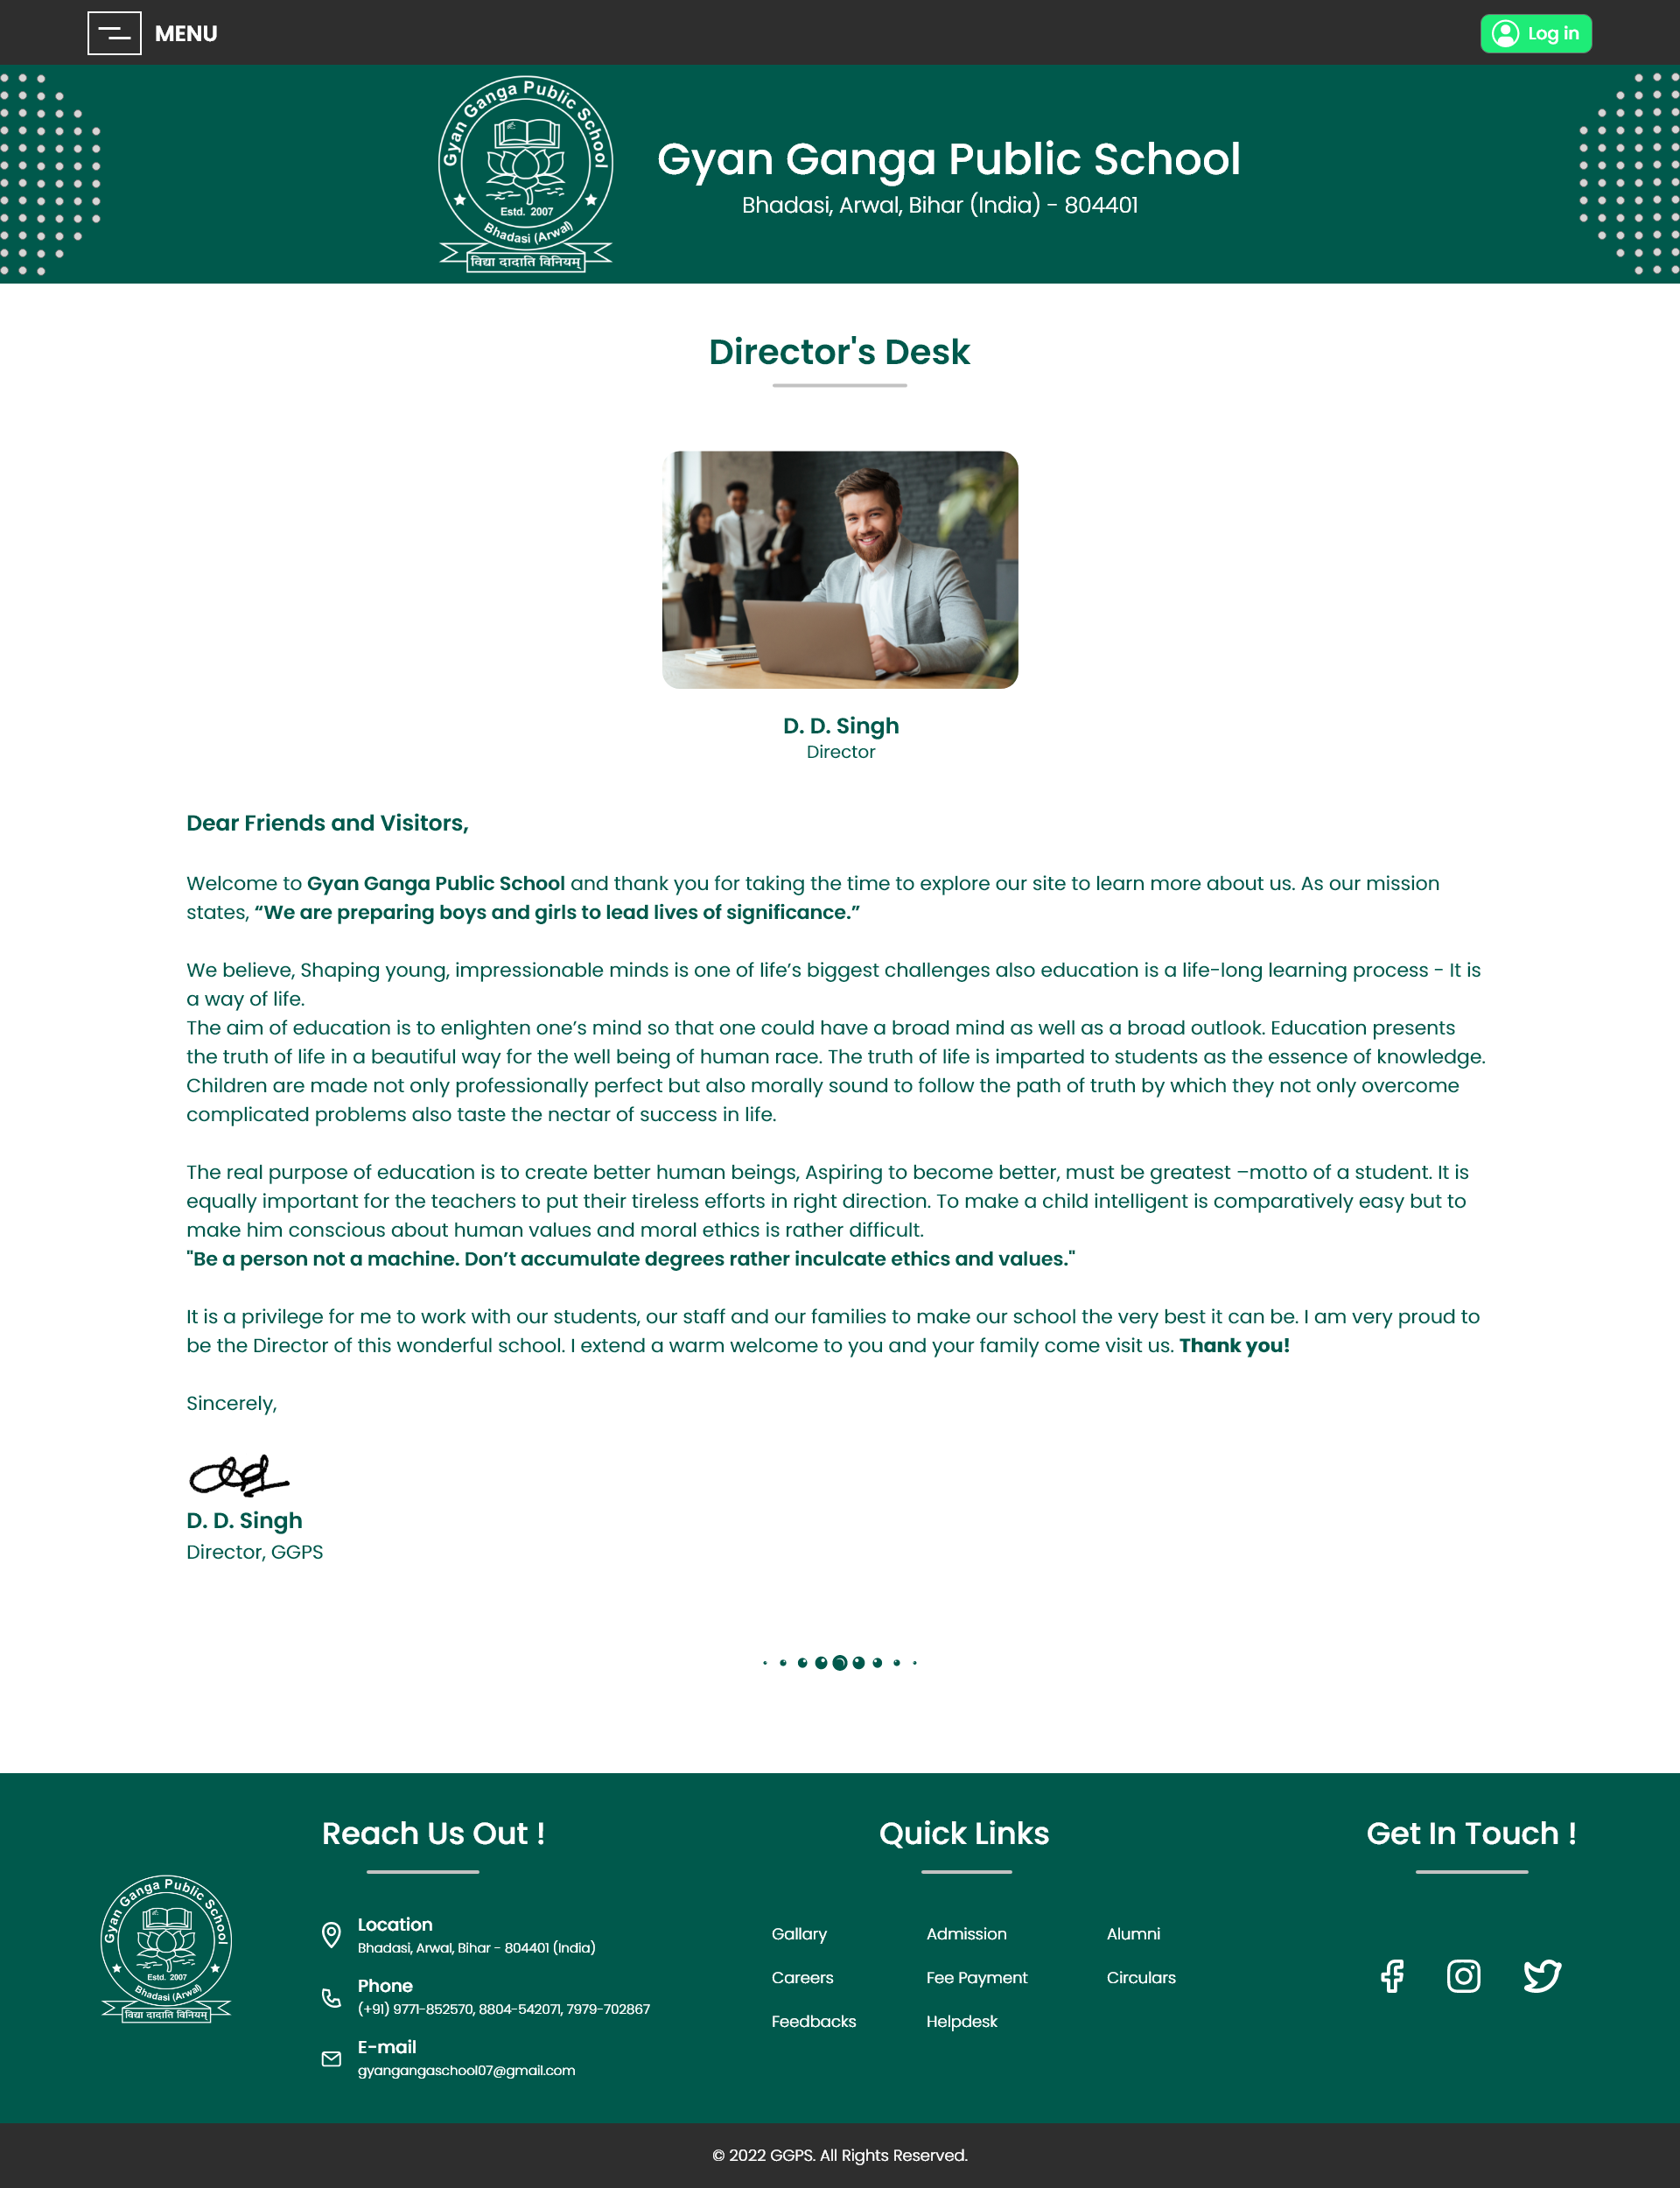 MENU
Log in
Gyan Ganga Public School
Estd. 2007
Bhadasi (Arwal)
विद्या दादाति विनियम्
Gyan Ganga Public School
Bhadasi, Arwal, Bihar (India) - 804401
Director's Desk
D. D. Singh
Director
Dear Friends and Visitors,
Welcome to Gyan Ganga Public School and thank you for taking the time to explore our site to learn more about us. As our mission
states, “We are preparing boys and girls to lead lives of significance.”
We believe, Shaping young, impressionable minds is one of life’s biggest challenges also education is a life-long learning process - It is
a way of life.
The aim of education is to enlighten one’s mind so that one could have a broad mind as well as a broad outlook. Education presents
the truth of life in a beautiful way for the well being of human race. The truth of life is imparted to students as the essence of knowledge.
Children are made not only professionally perfect but also morally sound to follow the path of truth by which they not only overcome
complicated problems also taste the nectar of success in life.
The real purpose of education is to create better human beings, Aspiring to become better, must be greatest –motto of a student. It is
equally important for the teachers to put their tireless efforts in right direction. To make a child intelligent is comparatively easy but to
make him conscious about human values and moral ethics is rather difficult.
"Be a person not a machine. Don’t accumulate degrees rather inculcate ethics and values."
It is a privilege for me to work with our students, our staff and our families to make our school the very best it can be. I am very proud to
be the Director of this wonderful school. I extend a warm welcome to you and your family come visit us. Thank you!
Sincerely,
D. D. Singh
Director, GGPS
Gyan Ganga Public School
Estd. 2007
Bhadasi (Arwal)
विद्या दादाति विनियम्
Reach Us Out !
Location
Bhadasi, Arwal, Bihar - 804401 (India)
Phone
(+91) 9771-852570, 8804-542071, 7979-702867
E-mail
gyangangaschool07@gmail.com
Quick Links
Gallary Admission Alumni
Careers Fee Payment Circulars
Feedbacks Helpdesk
Get In Touch !
© 2022 GGPS. All Rights Reserved.